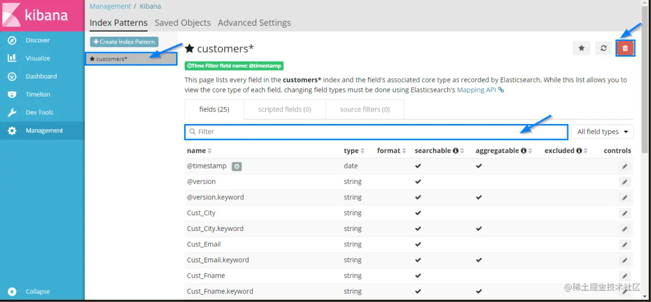 kibana
Discover
Visualize
Dashboard
Timelion
Dev Tools
Management
Collapse
Management / Kibana
Index Patterns Saved Objects Advanced Settings
+ Create Index Pattern
★ customers*
★ customers*
Time Filter field name: @timestamp
This page lists every field in the customers* index and the field's associated core type as recorded by Elasticsearch. While this list allows you to
view the core type of each field, changing field types must be done using Elasticsearch's Mapping API
fields (25) scripted fields (0) source filters (0)
Filter All field types
name type format searchable aggregatable excluded controls
@timestamp date
@version string
@version.keyword string
Cust_City string
Cust_City.keyword string
Cust_Email string
Cust_Email.keyword string
Cust_Fname string
Cust_Fname.keyword string
@稀土掘金技术社区